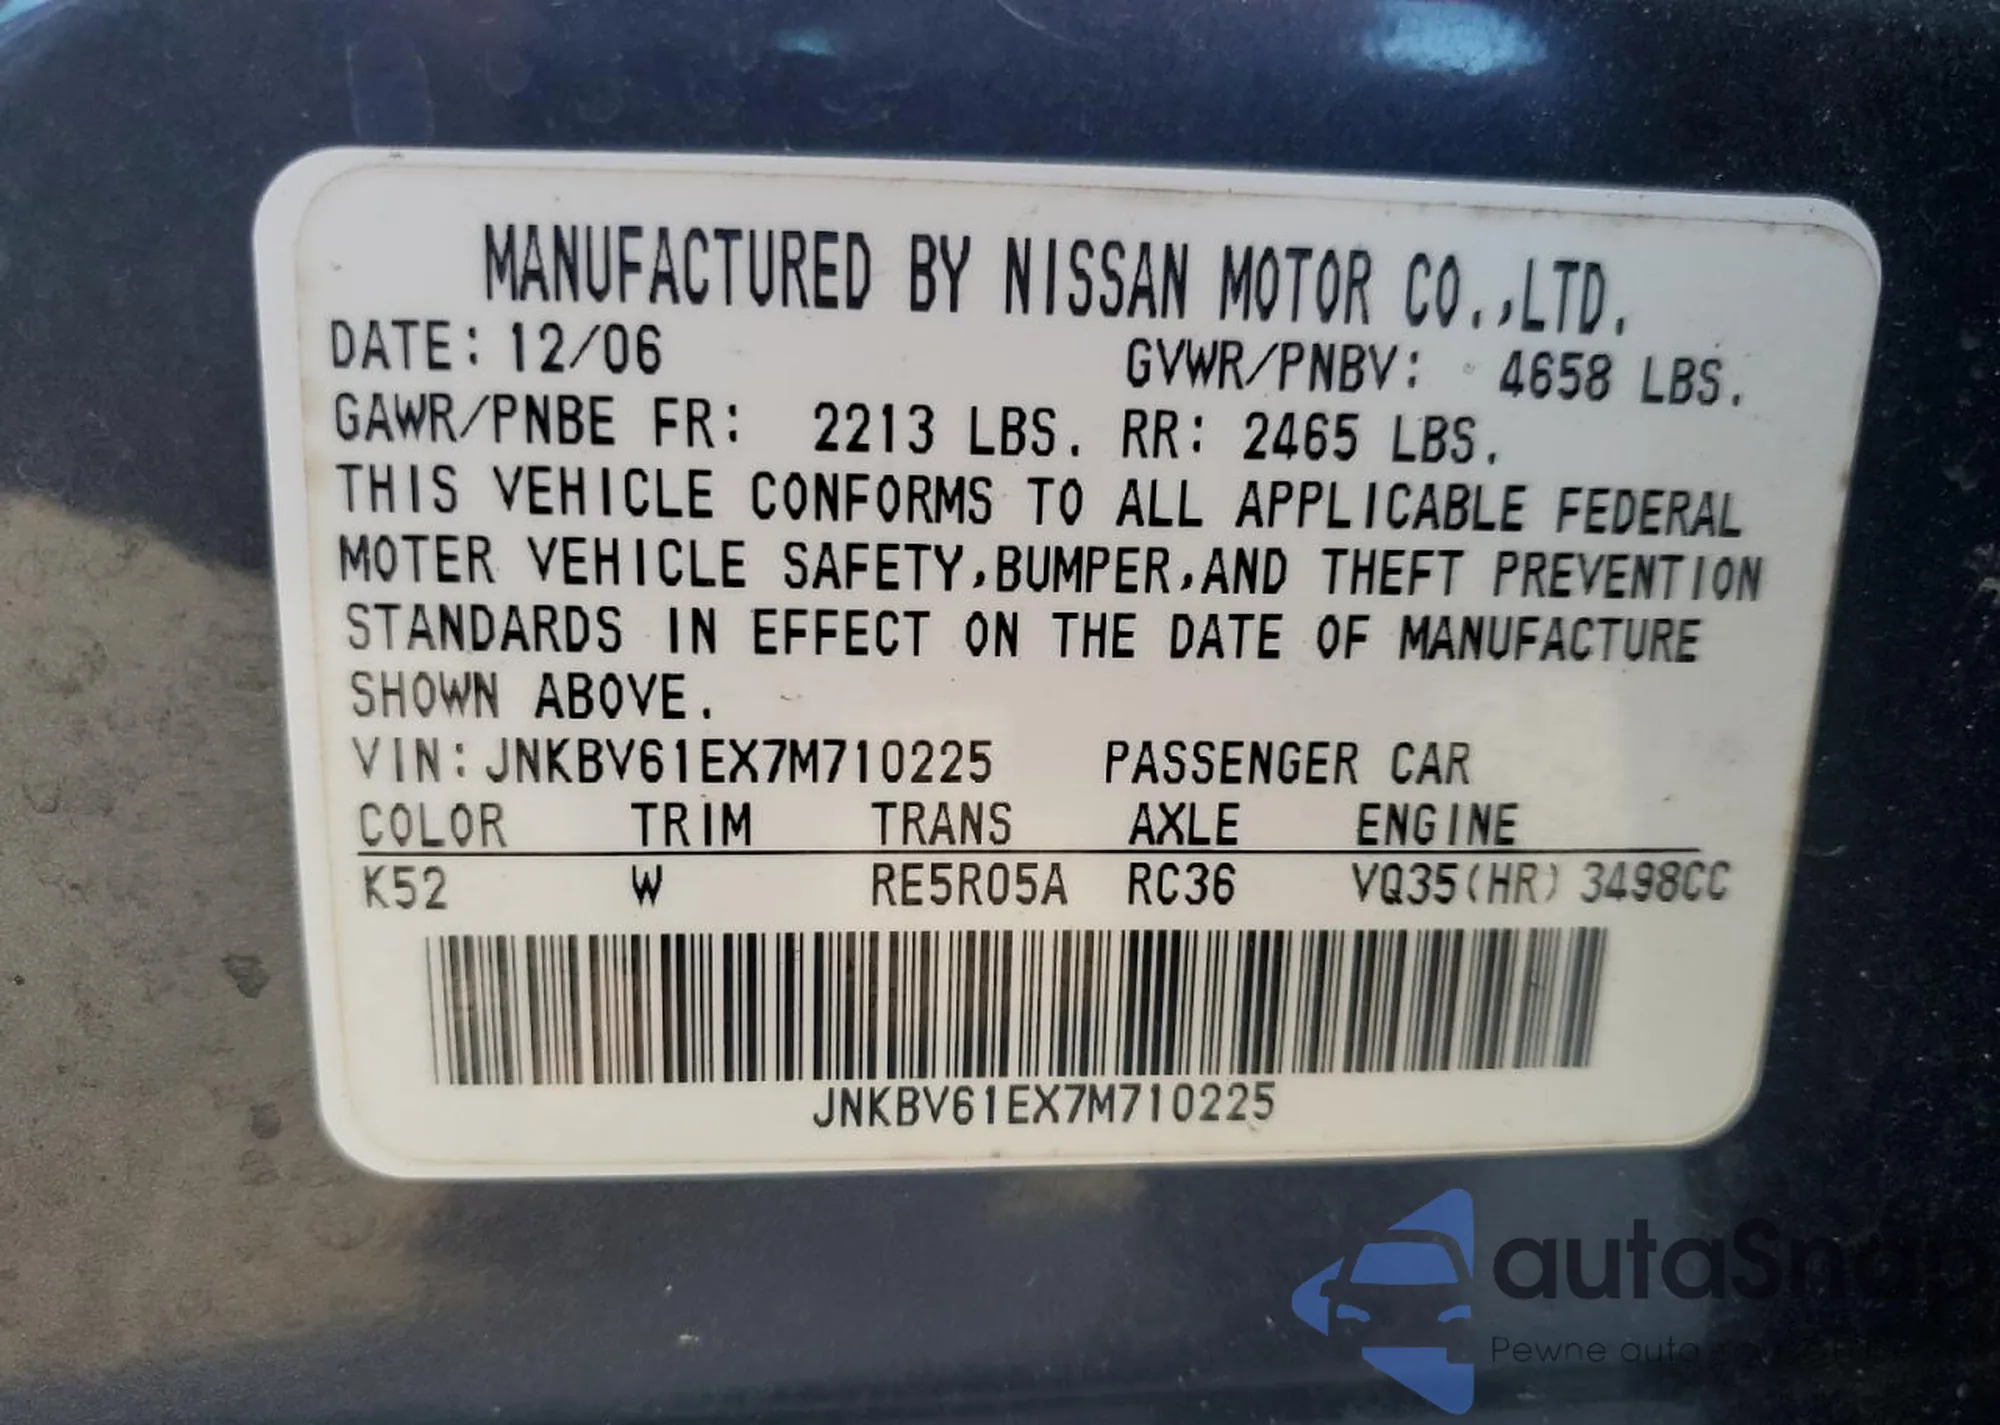 MANUFACTURED BY NISSAN MOTOR CO.,LTD.
DATE: 12/06 GVWR/PNBV: 4658 LBS.
GAWR/PNBE FR: 2213 LBS. RR: 2465 LBS.
THIS VEHICLE CONFORMS TO ALL APPLICABLE FEDERAL
MOTER VEHICLE SAFETY,BUMPER,AND THEFT PREVENTION
STANDARDS IN EFFECT ON THE DATE OF MANUFACTURE
SHOWN ABOVE.
VIN: JNKBV61EX7M710225 PASSENGER CAR
COLOR TRIM TRANS AXLE ENGINE
K52 W RE5R05A RC36 VQ35(HR) 3498CC
JNKBV61EX7M710225
autaSnap
Pewne auta